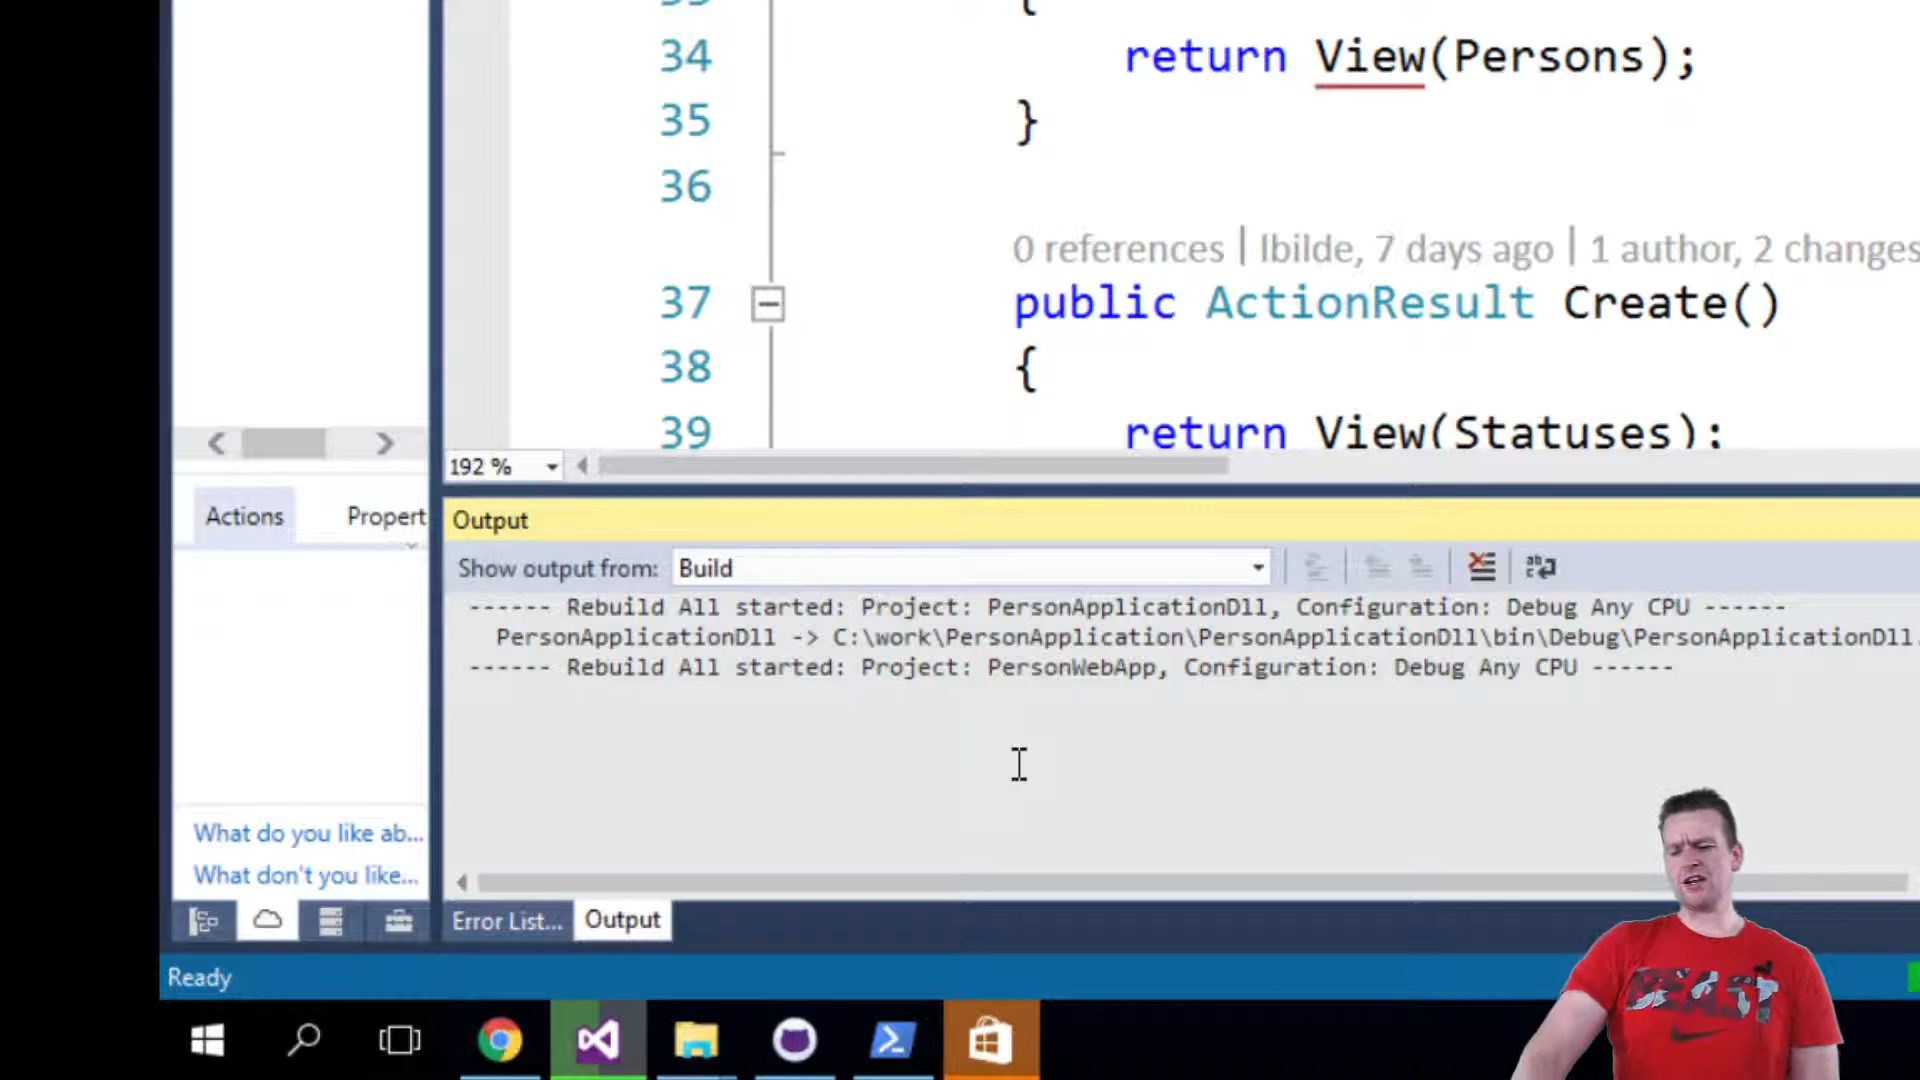 {
34 return View(Persons);
35 }
36
0 references | lbilde, 7 days ago | 1 author, 2 changes
37 public ActionResult Create()
38 {
39 return View(Statuses);
192 %
Actions Propert
Output
Show output from: Build
------ Rebuild All started: Project: PersonApplicationDll, Configuration: Debug Any CPU ------
PersonApplicationDll -> C:\work\PersonApplication\PersonApplicationDll\bin\Debug\PersonApplicationDll.
------ Rebuild All started: Project: PersonWebApp, Configuration: Debug Any CPU ------
What do you like ab...
What don't you like...
Error List... Output
Ready
BEAST